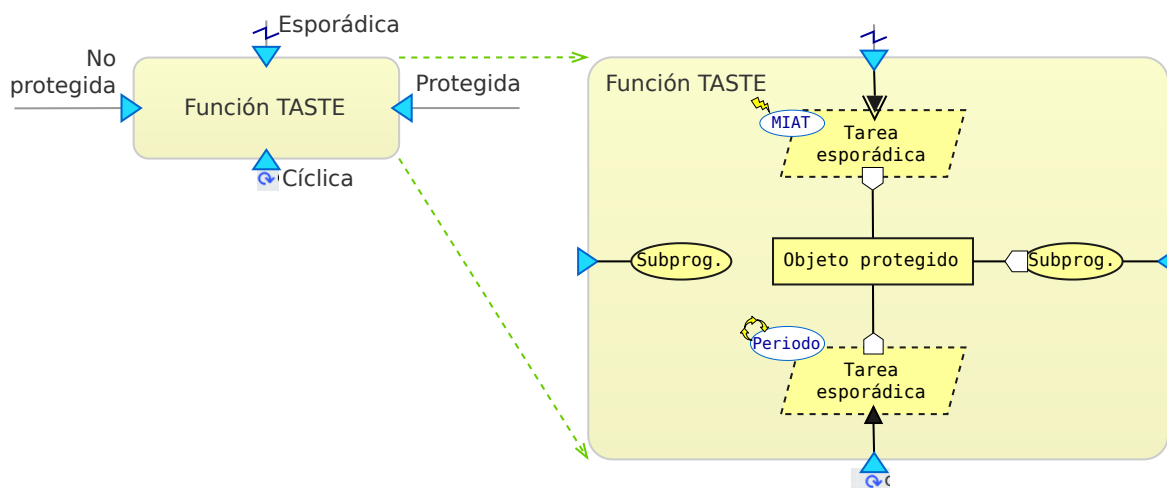 Esporádica
No
protegida
Función TASTE
Protegida
Cíclica
Función TASTE
MIAT
Tarea
esporádica
Subprog.
Objeto protegido
Subprog.
Periodo
Tarea
esporádica